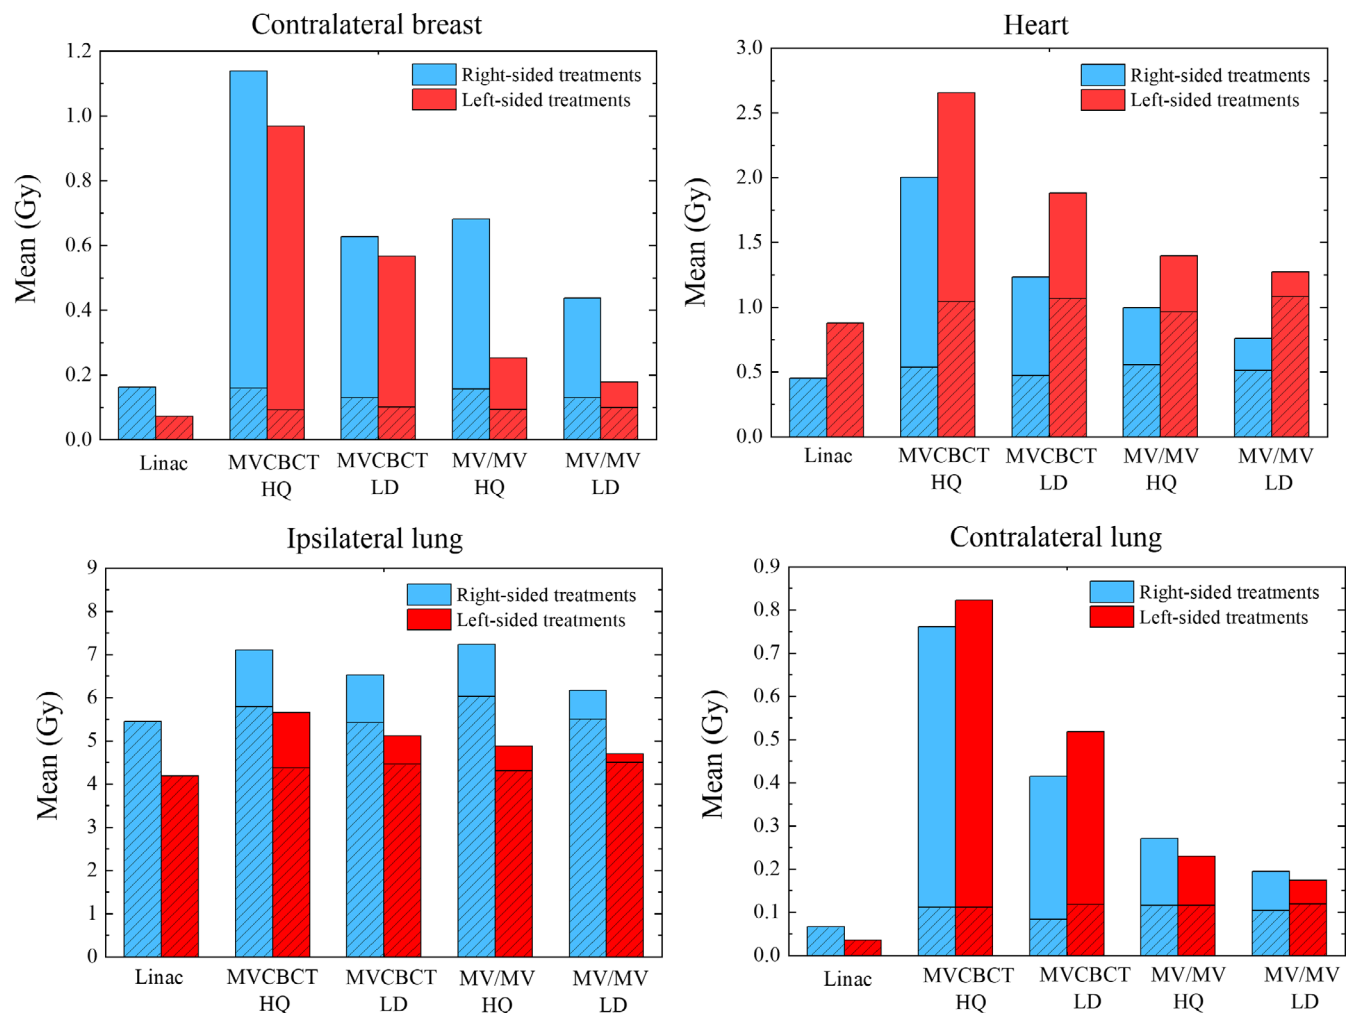 Contralateral breast
1.2
1.0
0.8
0.6
0.4
0.2
0.0
Mean (Gy)
Right-sided treatments
Left-sided treatments
Linac
MVCBCT
HQ
MVCBCT
LD
MV/MV
HQ
MV/MV
LD
Heart
3.0
2.5
2.0
1.5
1.0
0.5
0.0
Mean (Gy)
Right-sided treatments
Left-sided treatments
Linac
MVCBCT
HQ
MVCBCT
LD
MV/MV
HQ
MV/MV
LD
Ipsilateral lung
9
8
7
6
5
4
3
2
1
0
Mean (Gy)
Right-sided treatments
Left-sided treatments
Linac
MVCBCT
HQ
MVCBCT
LD
MV/MV
HQ
MV/MV
LD
Contralateral lung
0.9
0.8
0.7
0.6
0.5
0.4
0.3
0.2
0.1
0.0
Mean (Gy)
Right-sided treatments
Left-sided treatments
Linac
MVCBCT
HQ
MVCBCT
LD
MV/MV
HQ
MV/MV
LD